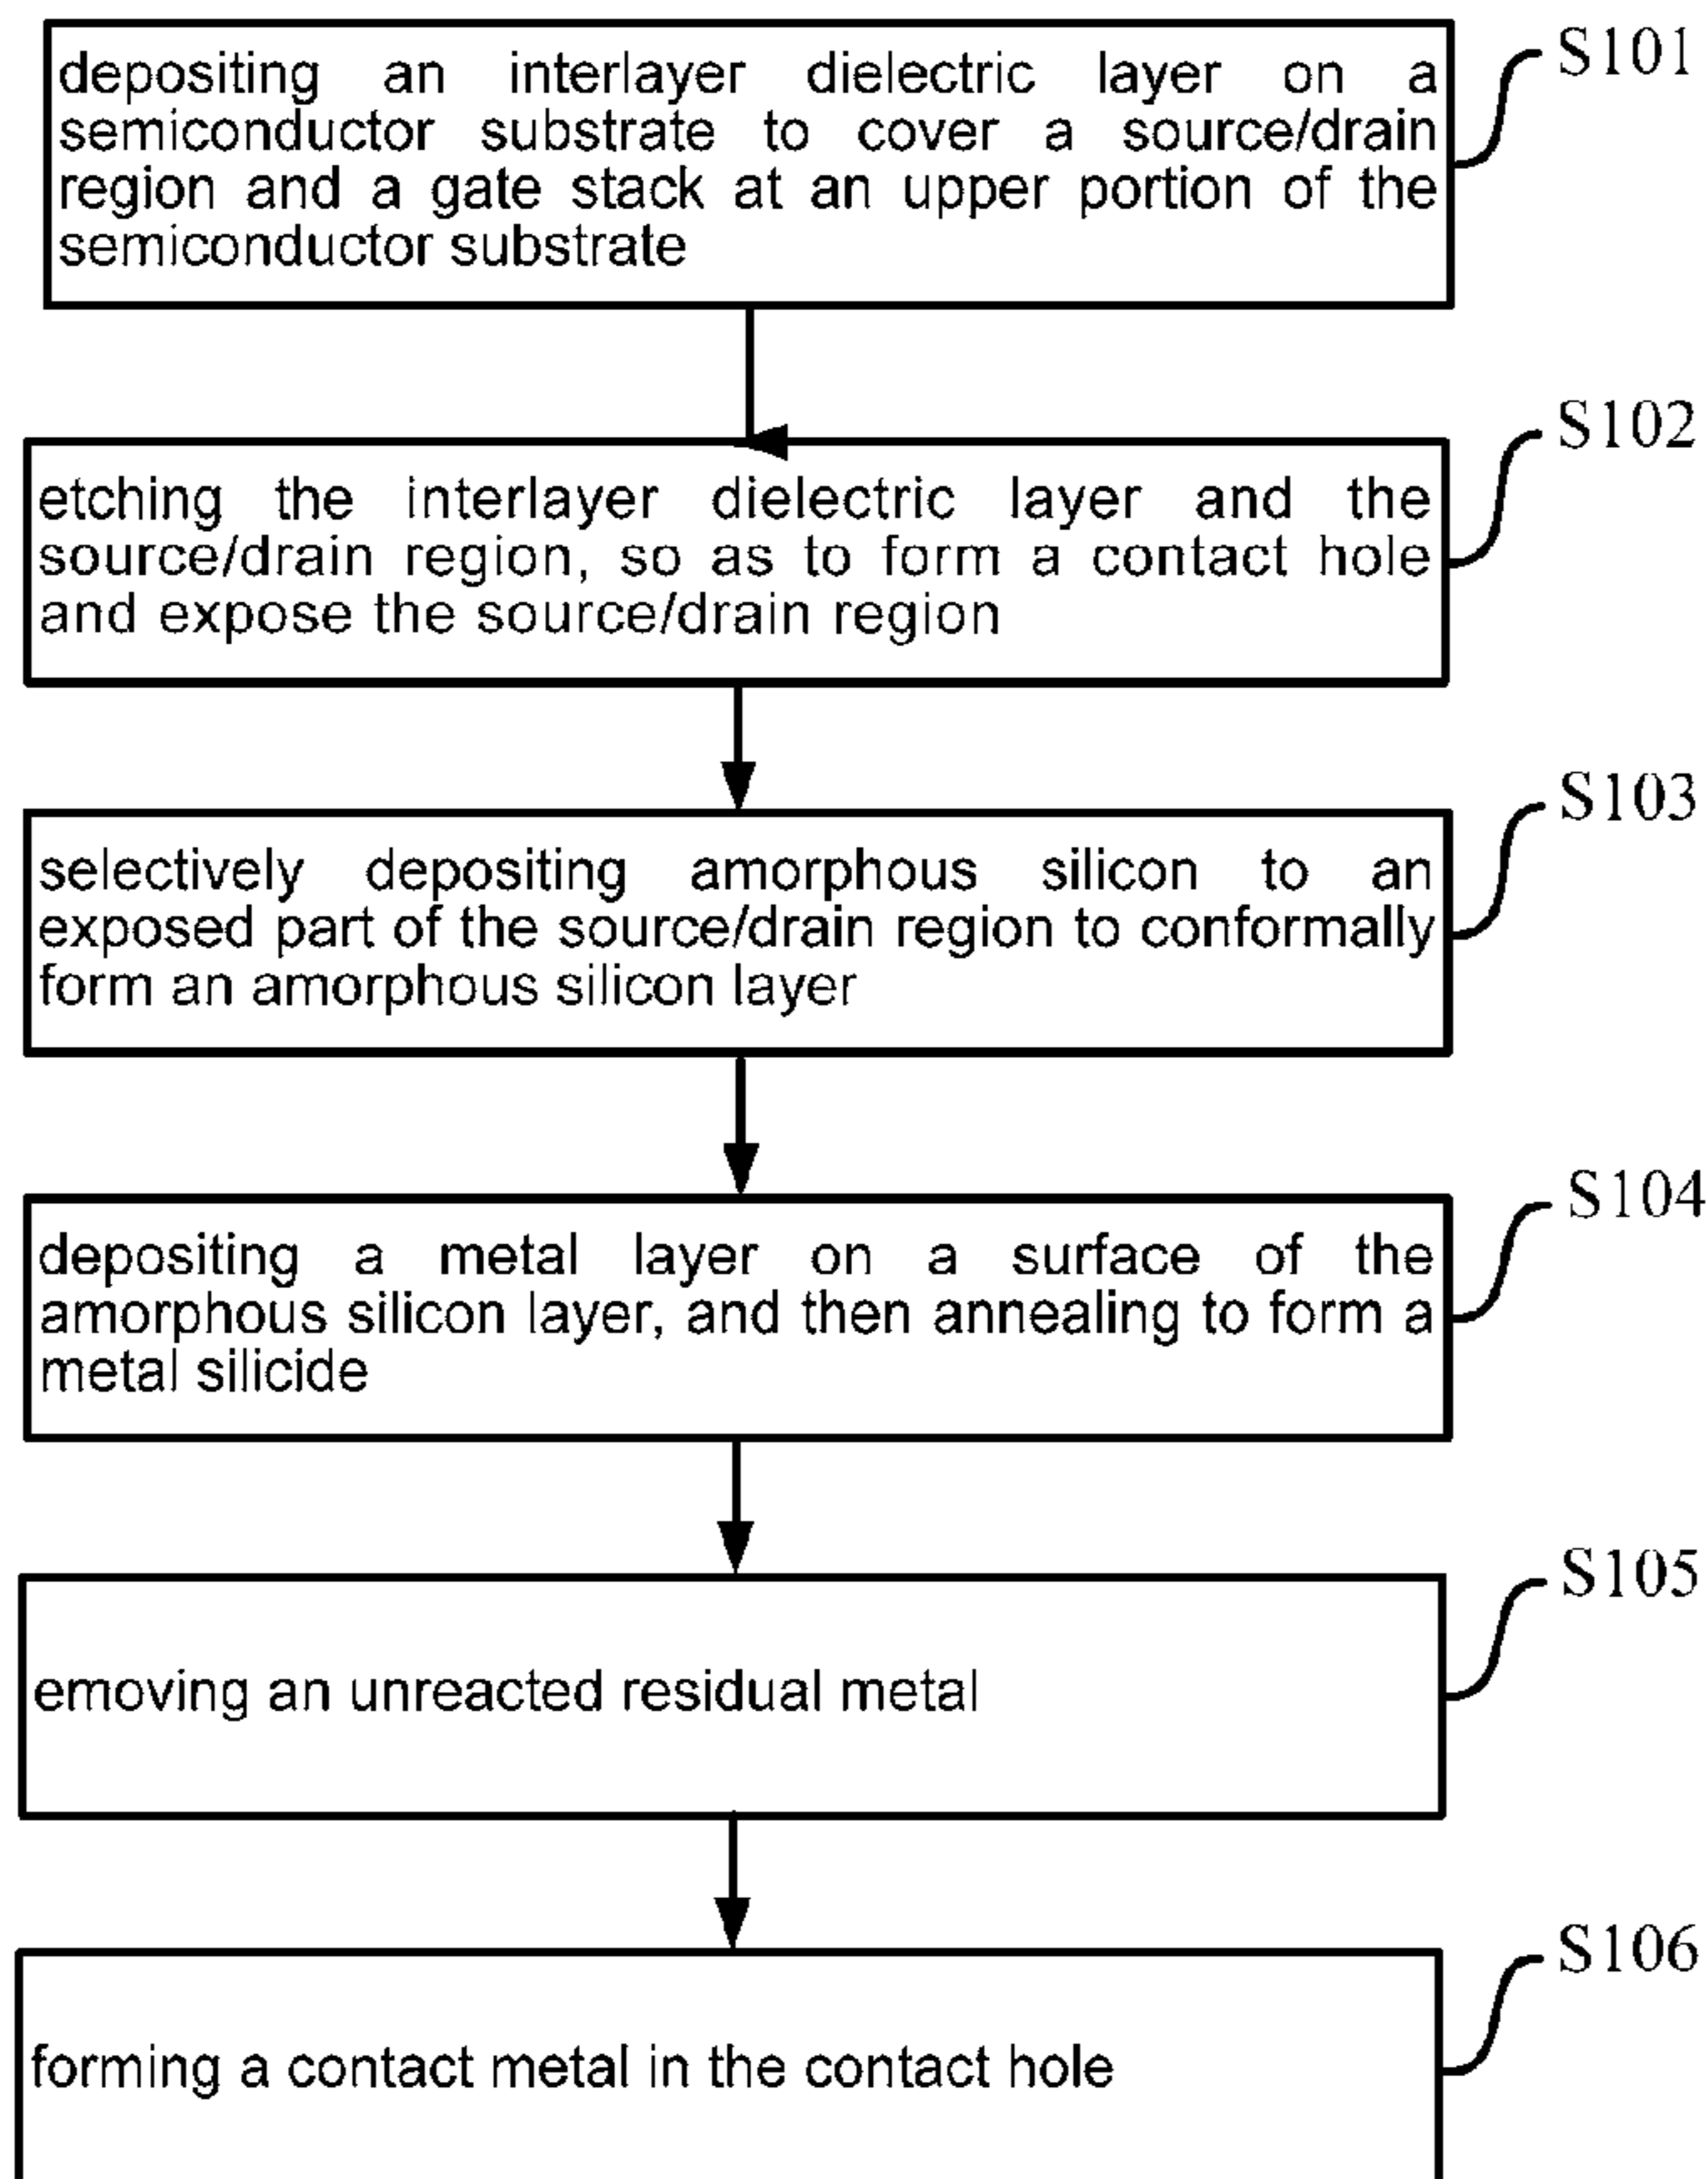 S101
depositing an interlayer dielectric layer on a
semiconductor substrate to cover a source/drain
region and a gate stack at an upper portion of the
semiconductor substrate
S102
etching the interlayer dielectric layer and the
source/drain region, so as to form a contact hole
and expose the source/drain region
S103
selectively depositing amorphous silicon to an
exposed part of the source/drain region to conformally
form an amorphous silicon layer
S104
depositing a metal layer on a surface of the
amorphous silicon layer, and then annealing to form a
metal silicide
S105
emoving an unreacted residual metal
S106
forming a contact metal in the contact hole